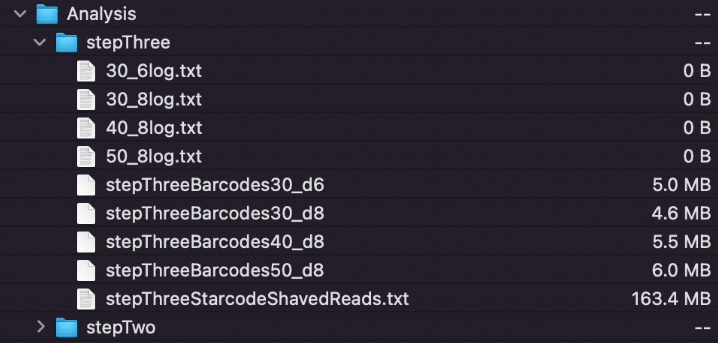 Analysis --
stepThree --
30_6log.txt 0 B
30_8log.txt 0 B
40_8log.txt 0 B
50_8log.txt 0 B
stepThreeBarcodes30_d6 5.0 MB
stepThreeBarcodes30_d8 4.6 MB
stepThreeBarcodes40_d8 5.5 MB
stepThreeBarcodes50_d8 6.0 MB
stepThreeStarcodeShavedReads.txt 163.4 MB
stepTwo --